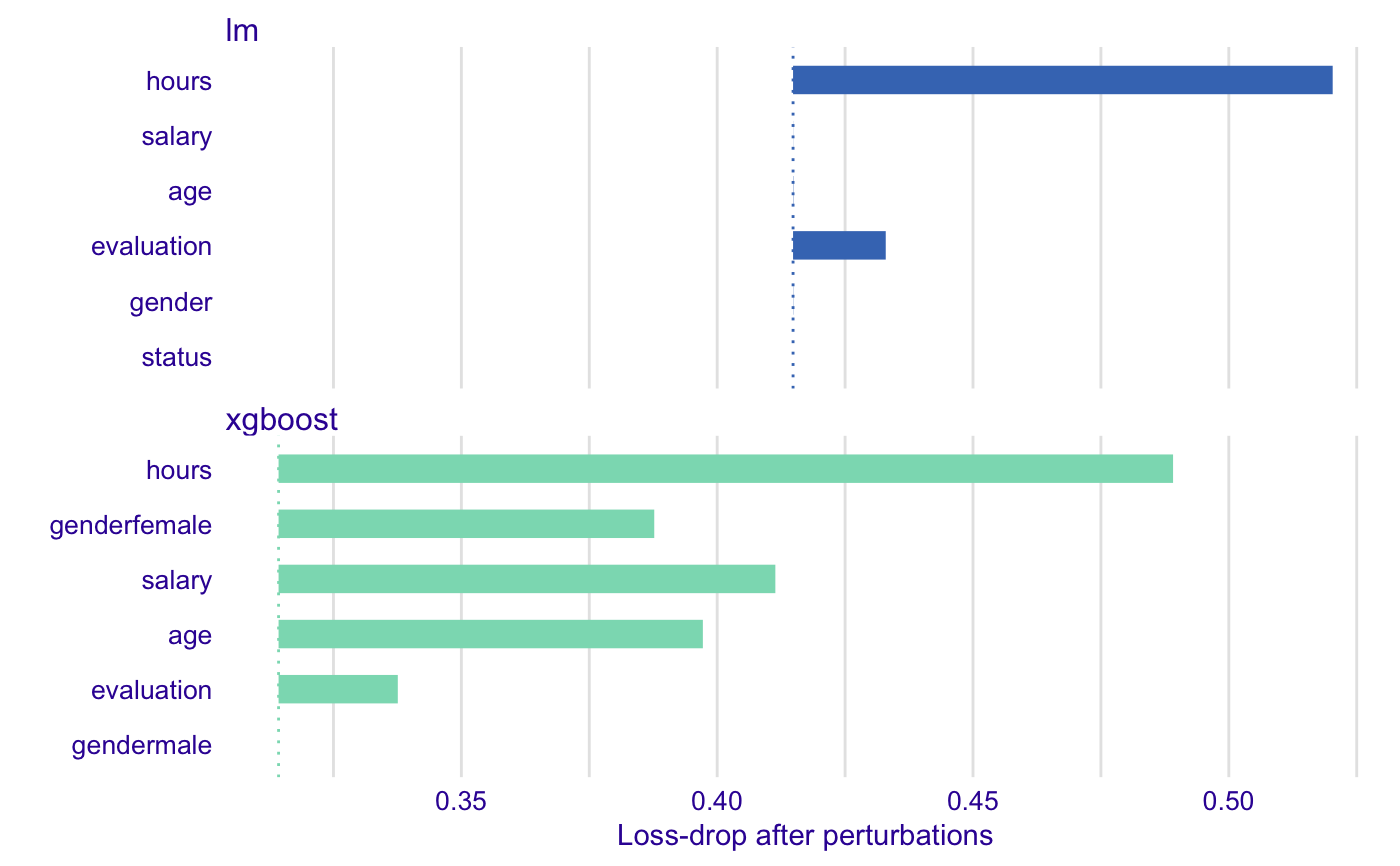 lm
hours
salary
age
evaluation
gender
status
xgboost
hours
genderfemale
salary
age
evaluation
gendermale
0.35 0.40 0.45 0.50
Loss-drop after perturbations